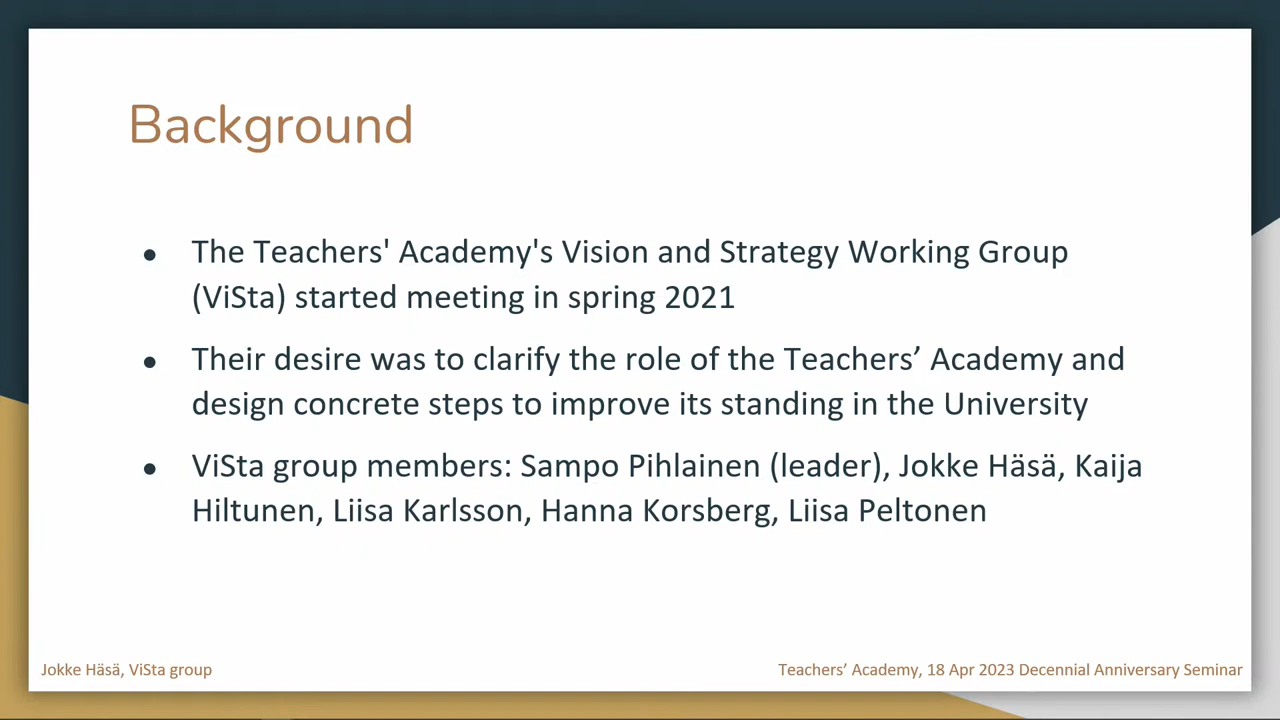 Background
• The Teachers' Academy's Vision and Strategy Working Group
(ViSta) started meeting in spring 2021
• Their desire was to clarify the role of the Teachers’ Academy and
design concrete steps to improve its standing in the University
• ViSta group members: Sampo Pihlainen (leader), Jokke Häsä, Kaija
Hiltunen, Liisa Karlsson, Hanna Korsberg, Liisa Peltonen
Jokke Häsä, ViSta group
Teachers’ Academy, 18 Apr 2023 Decennial Anniversary Seminar